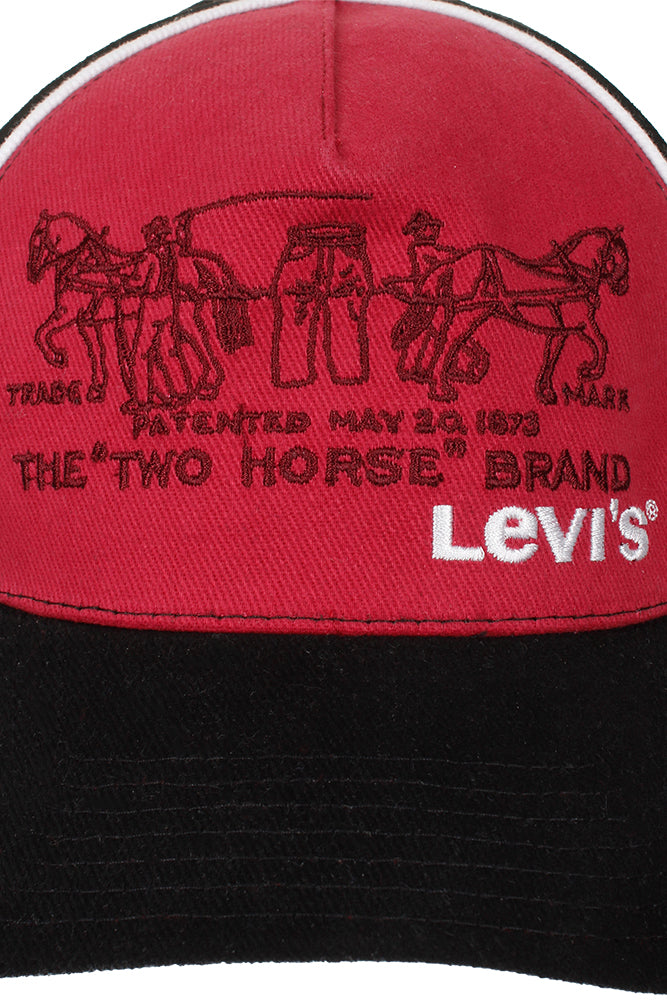 TRADE MARK
PATENTED MAY 20 1873
THE "TWO HORSE" BRAND
Levi's®